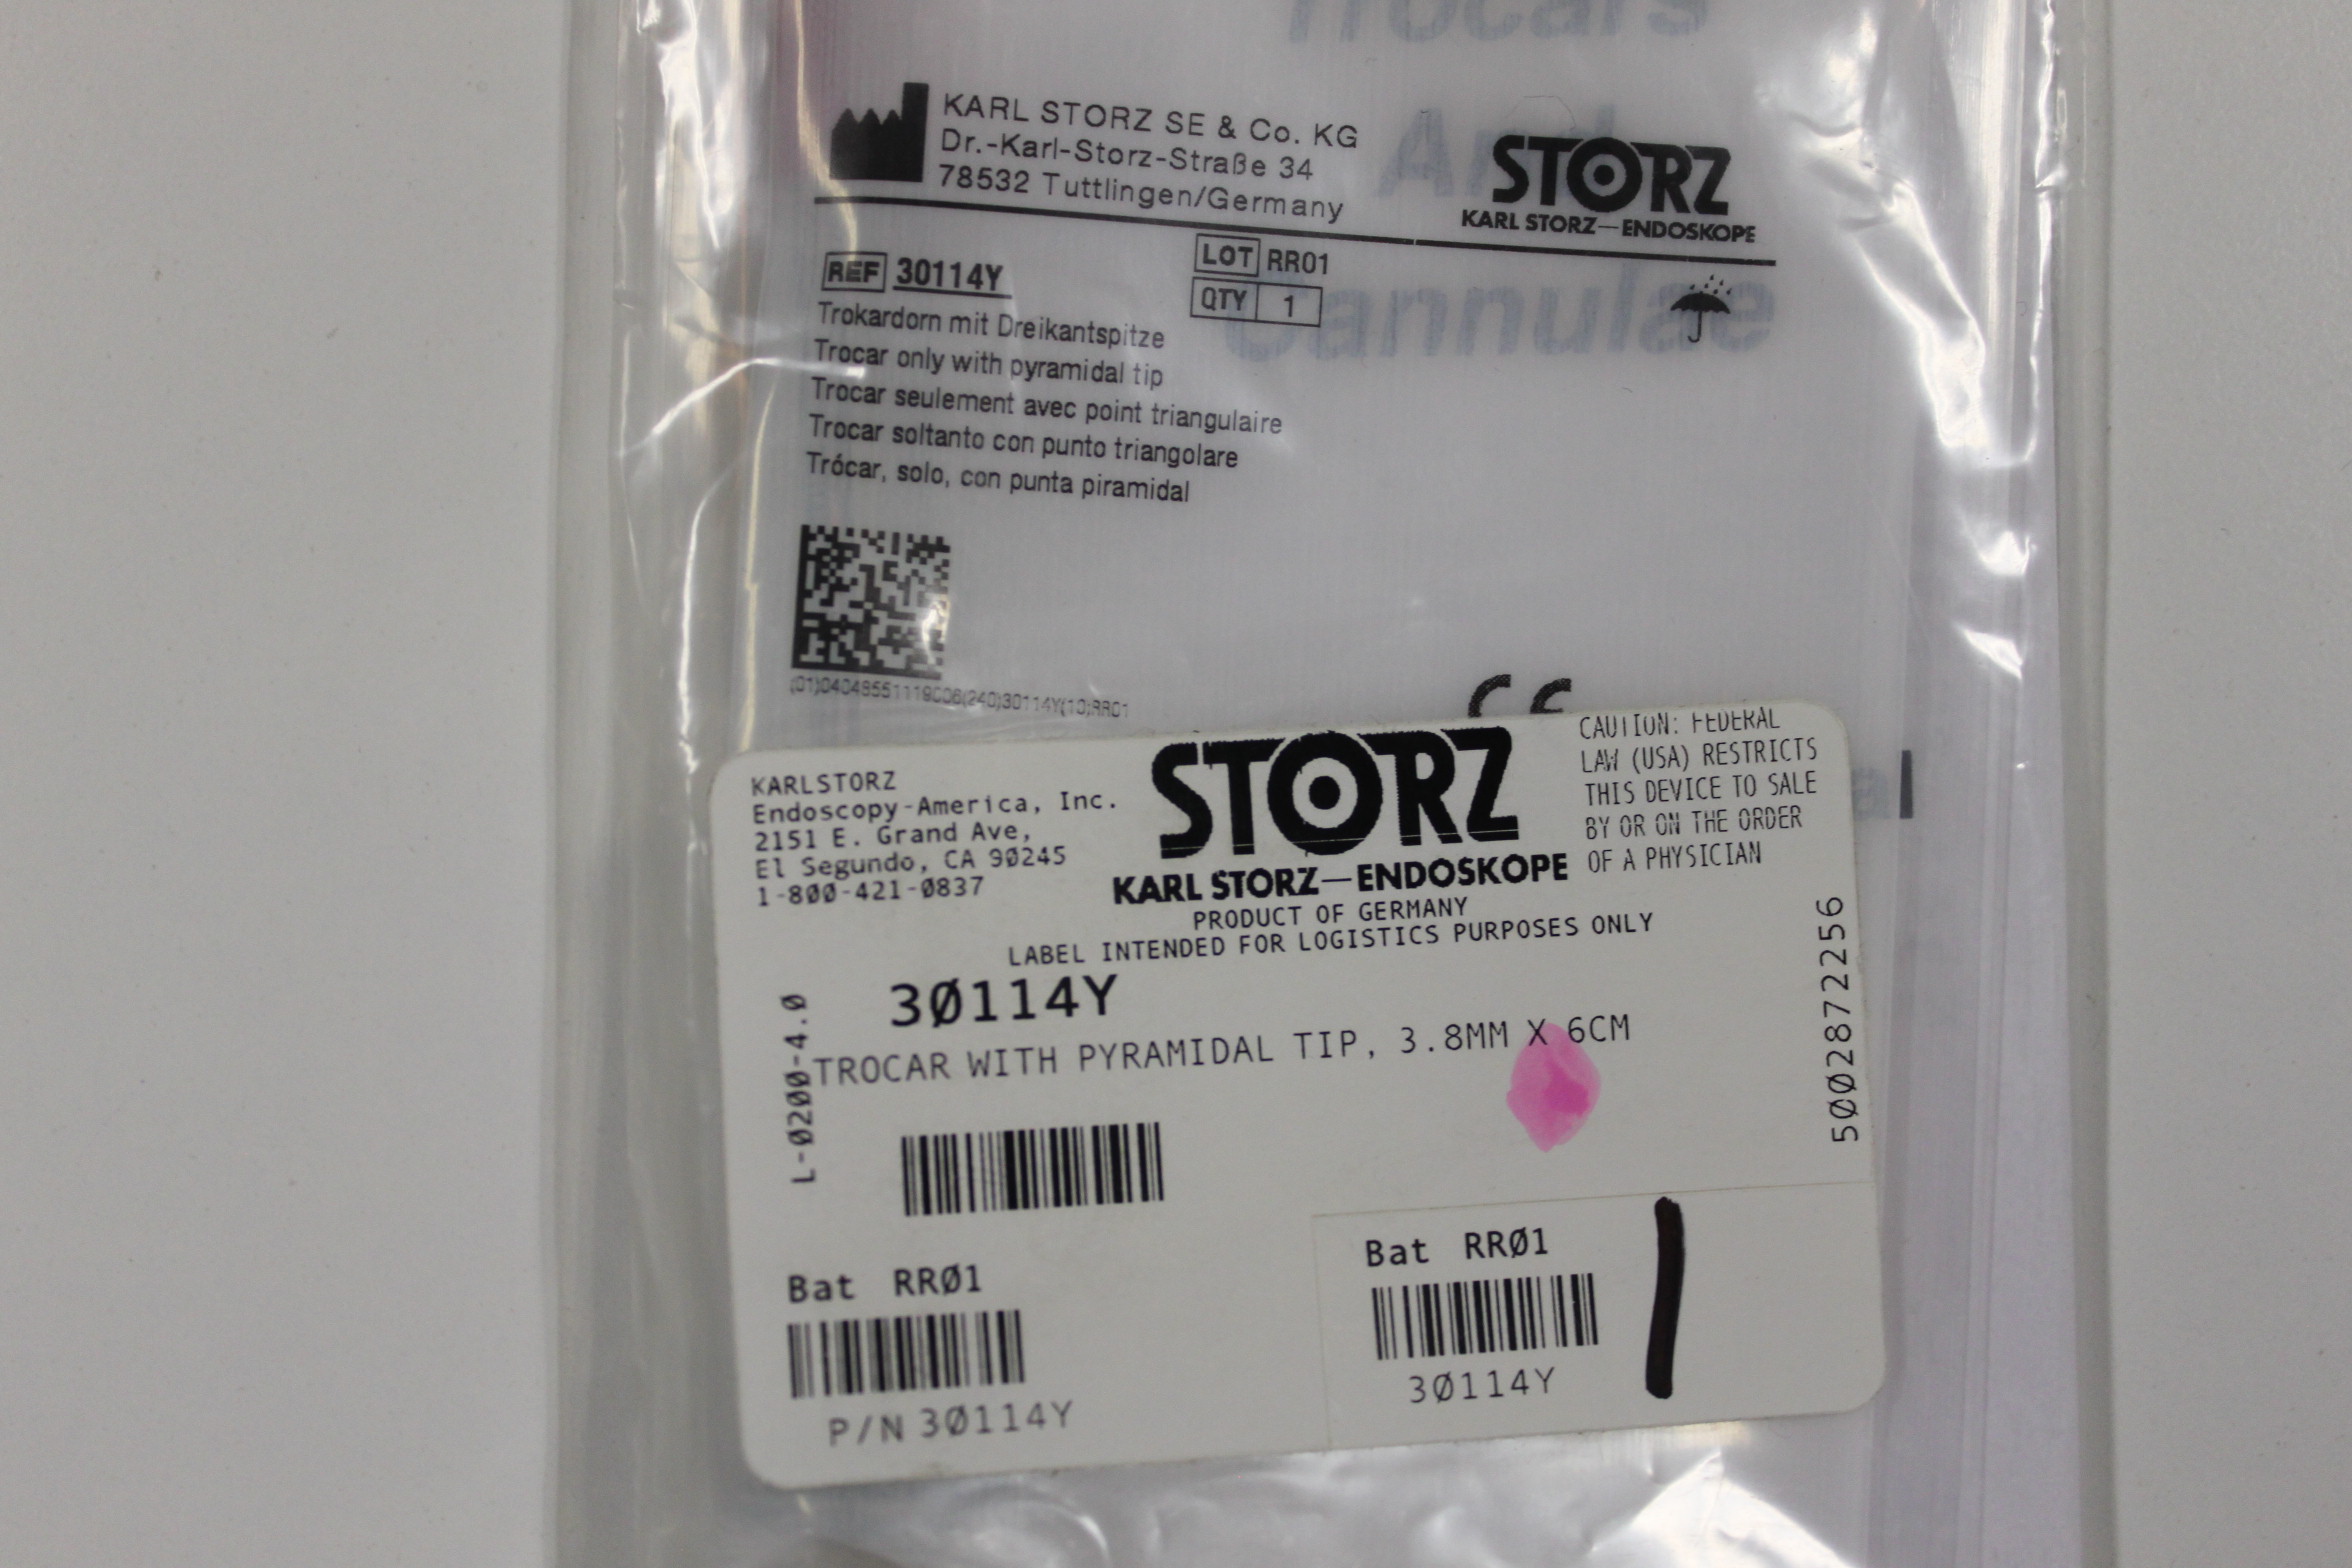 Trocars
And
Cannulae
KARL STORZ SE & Co. KG
Dr.-Karl-Storz-Straße 34
78532 Tuttlingen/Germany
STORZ
KARL STORZ—ENDOSKOPE
REF 30114Y
LOT RR01
QTY 1
Trokardorn mit Dreikantspitze
Trocar only with pyramidal tip
Trocar seulement avec point triangulaire
Trocar soltanto con punto triangolare
Trócar, solo, con punta piramidal
CE
KARLSTORZ
Endoscopy-America, Inc.
2151 E. Grand Ave,
El Segundo, CA 90245
1-800-421-0837
STORZ
KARL STORZ—ENDOSKOPE
CAUTION: FEDERAL
LAW (USA) RESTRICTS
THIS DEVICE TO SALE
BY OR ON THE ORDER
OF A PHYSICIAN
PRODUCT OF GERMANY
LABEL INTENDED FOR LOGISTICS PURPOSES ONLY
30114Y
TROCAR WITH PYRAMIDAL TIP, 3.8MM X 6CM
L-0200-4.0
5002872256
Bat RR01
P/N 30114Y
Bat RR01
30114Y